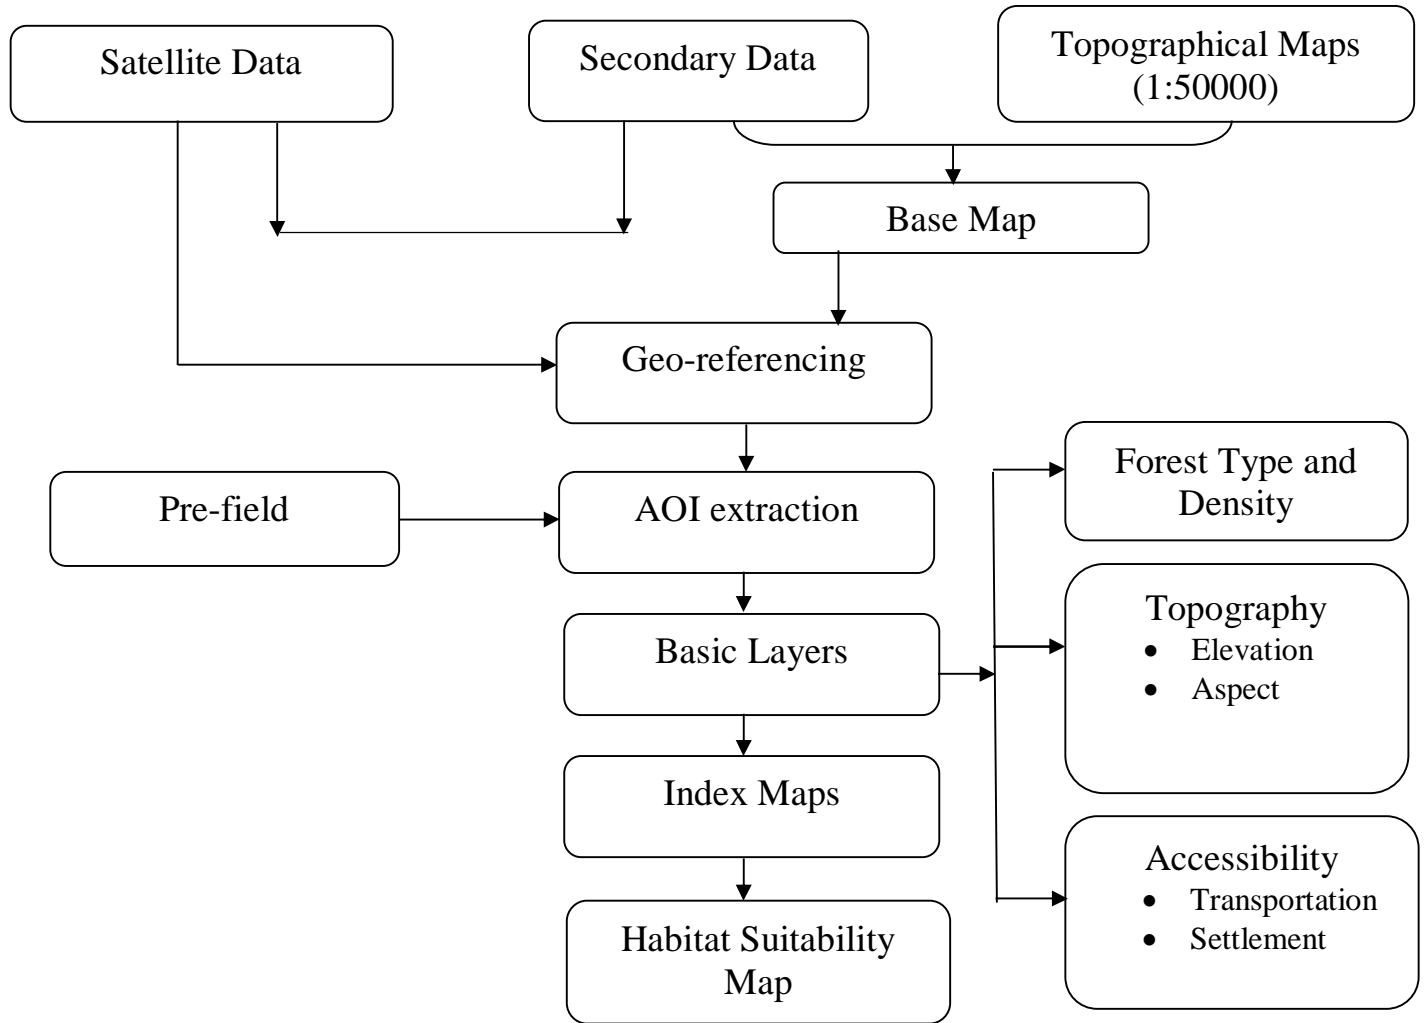 Satellite Data
Secondary Data
Topographical Maps
(1:50000)
Base Map
Geo-referencing
Pre-field
AOI extraction
Forest Type and
Density
Basic Layers
Topography
• Elevation
• Aspect
Index Maps
Accessibility
• Transportation
• Settlement
Habitat Suitability
Map